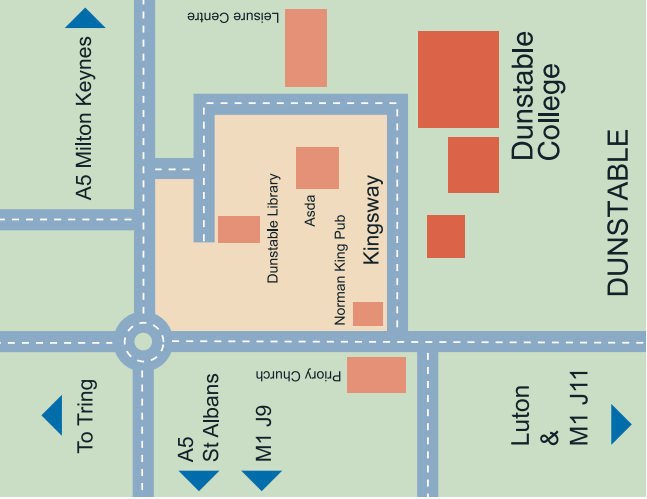 Leisure Centre
A5 Milton Keynes
Dunstable
College
DUNSTABLE
Dunstable Library
Asda
Norman King Pub
Kingsway
Priory Church
To Tring
A5
St Albans
M1 J9
Luton
&
M1 J11